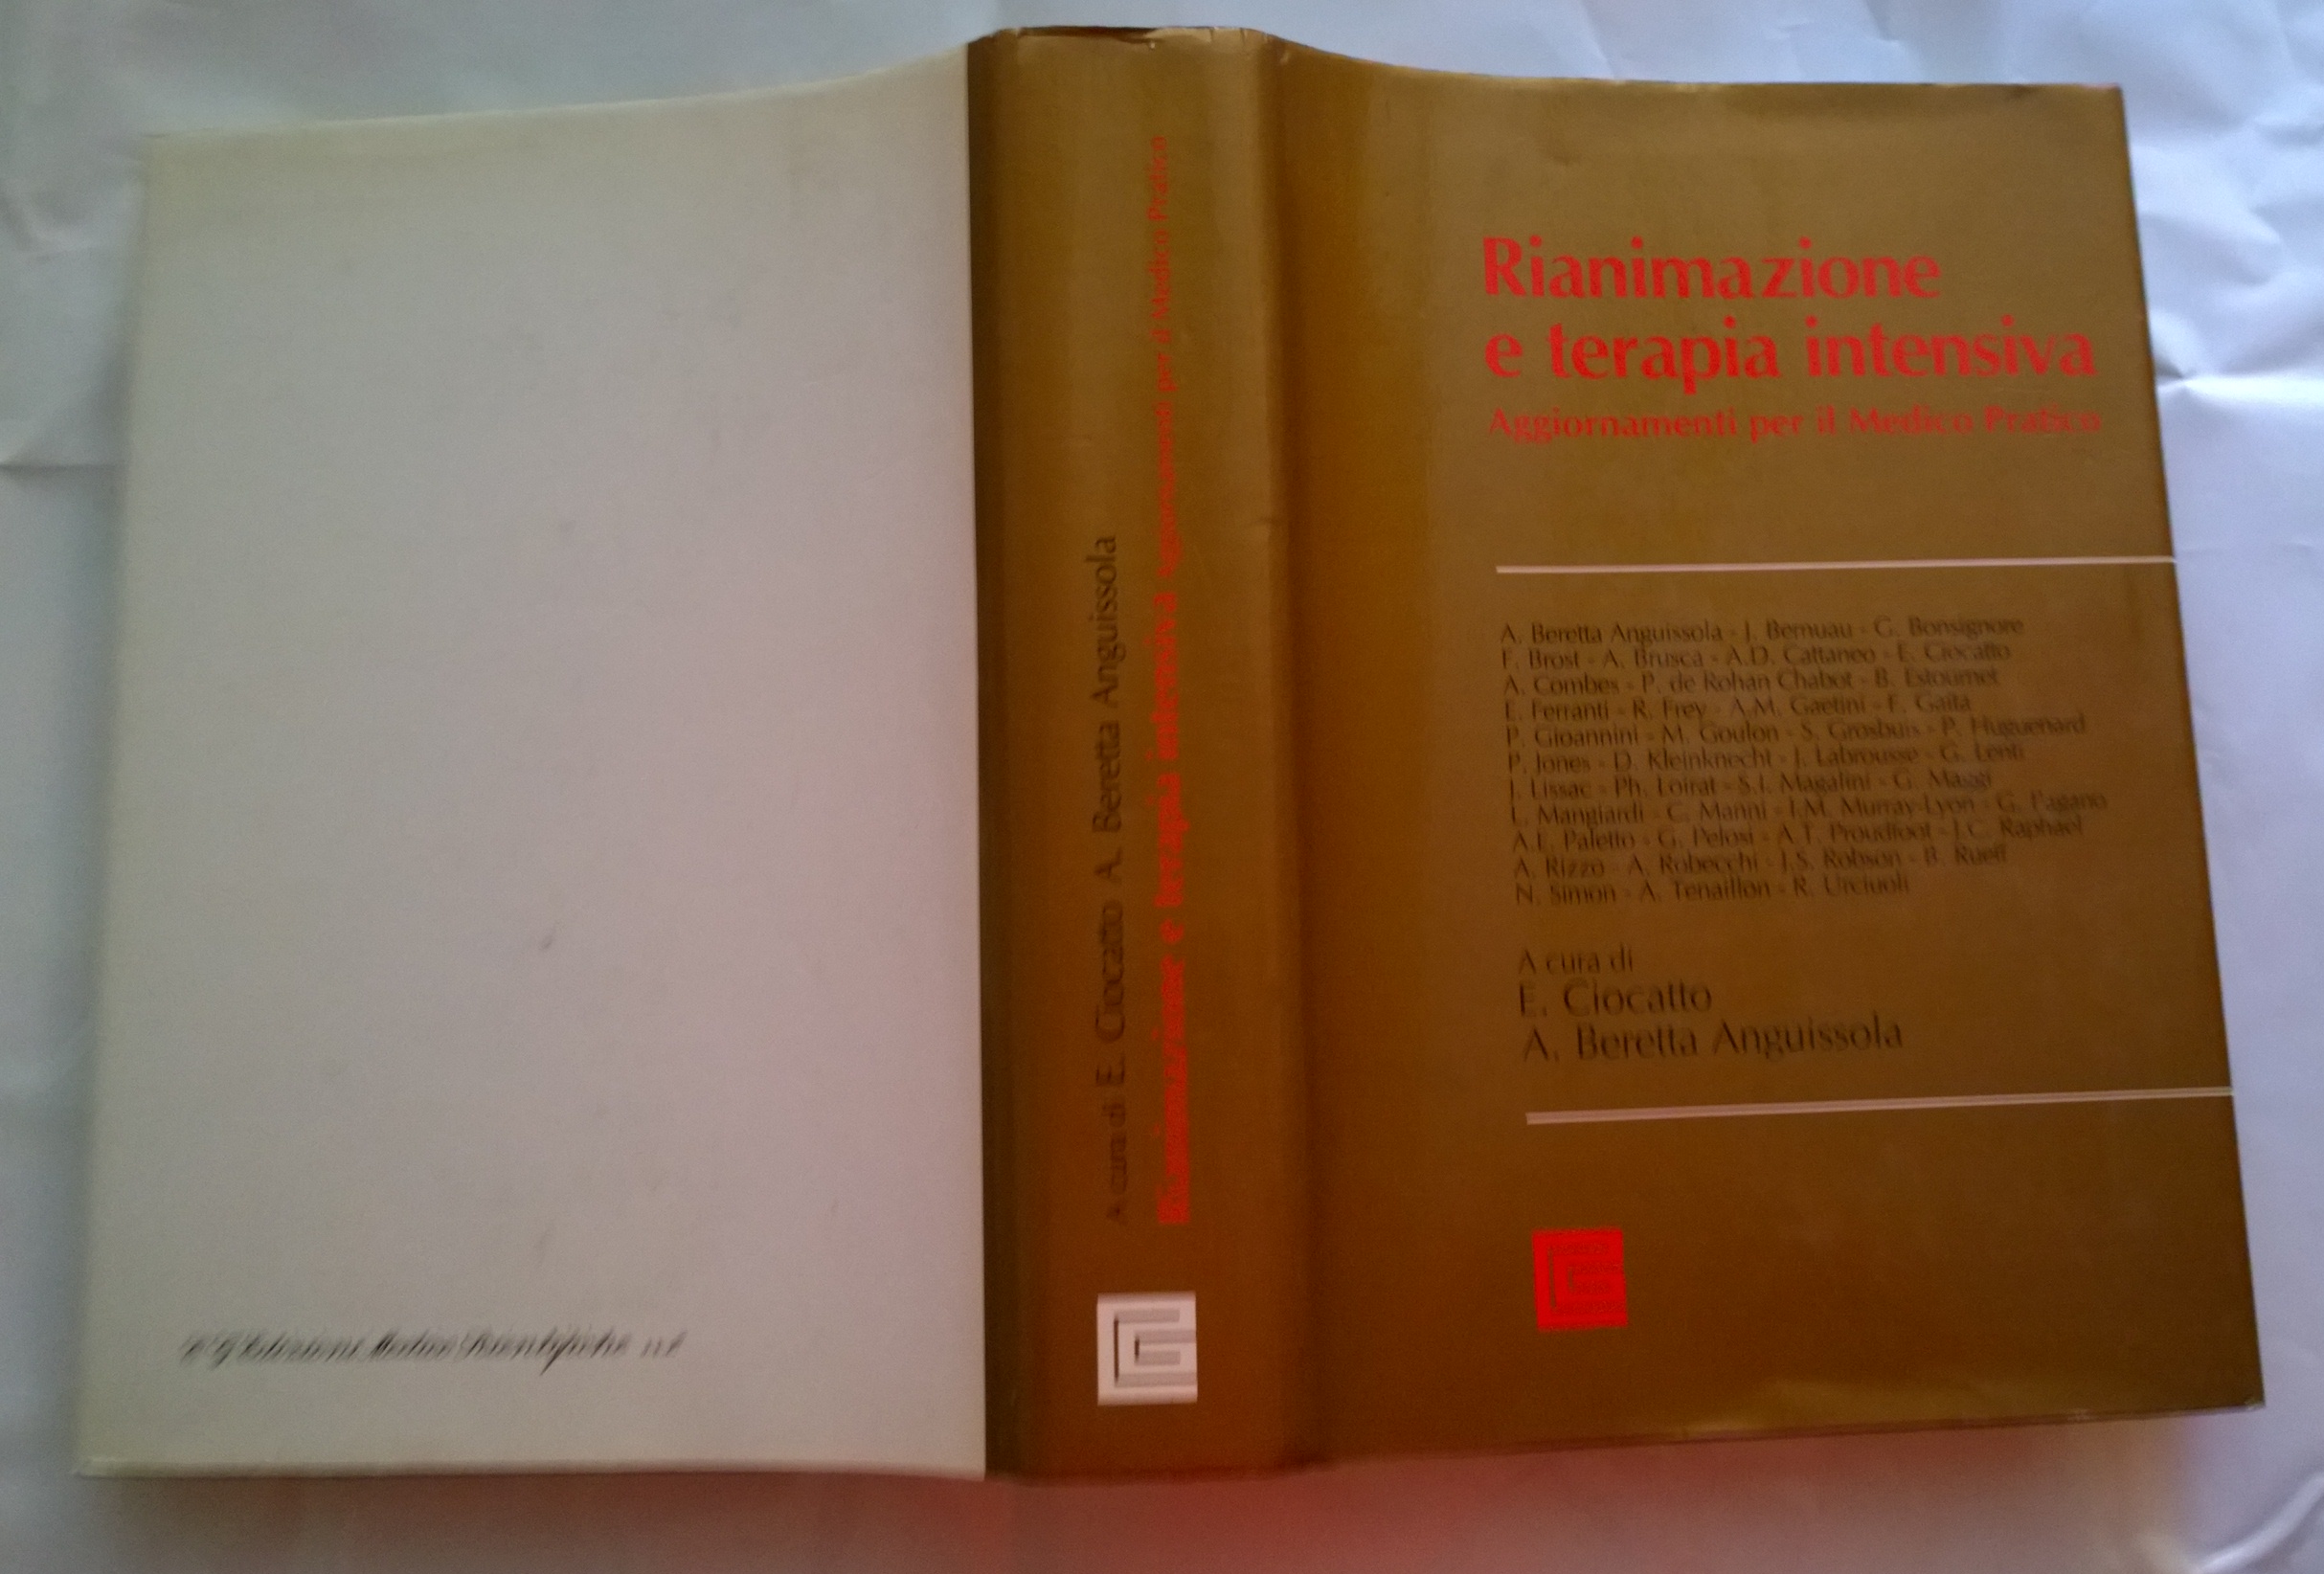 Rianimazione
e terapia intensiva
Aggiornamenti per il Medico Pratico
A. Beretta Anguissola - J. Bernuau - G. Bonsignore
F. Brost - A. Brusca - A.D. Cattaneo - E. Ciocatto
A. Combes - P. de Rohan Chabot - B. Estournet
E. Ferranti - R. Frey - A.M. Gaetini - F. Gaita
P. Gioannini - M. Goulon - S. Grosbuis - P. Huguenard
P. Jones - D. Kleinknecht - J. Labrousse - G. Lenti
J. Lissac - Ph. Loirat - S.I. Magalini - G. Maggi
L. Mangiardi - C. Manni - I.M. Murray-Lyon - G. Pagano
A.E. Paletto - G. Pelosi - A.T. Proudfoot - J.C. Raphael
A. Rizzo - A. Robecchi - J.S. Robson - B. Rueff
N. Simon - A. Tenaillon - R. Urciuoli
A cura di
E. Ciocatto
A. Beretta Anguissola
A cura di E. Ciocatto A. Beretta Anguissola
Rianimazione e terapia intensiva Aggiornamenti per il Medico Pratico
Edizioni Medico Scientifiche